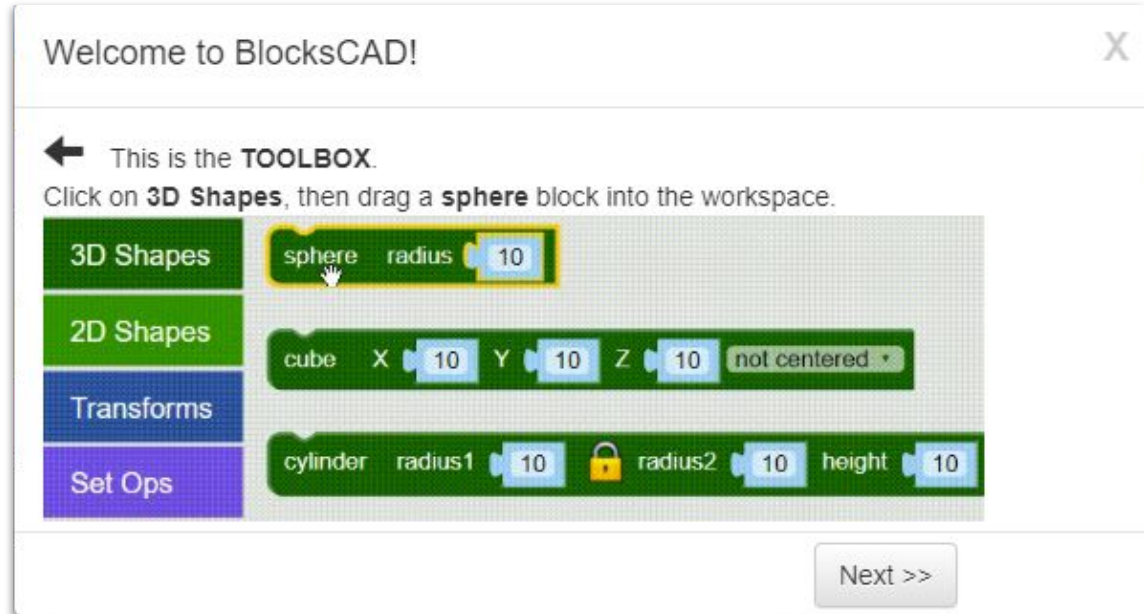 Welcome to BlocksCAD!
X
This is the TOOLBOX.
Click on 3D Shapes, then drag a sphere block into the workspace.
3D Shapes
sphere radius 10
2D Shapes
cube X 10 Y 10 Z 10 not centered
Transforms
cylinder radius1 10 radius2 10 height 10
Set Ops
Next >>